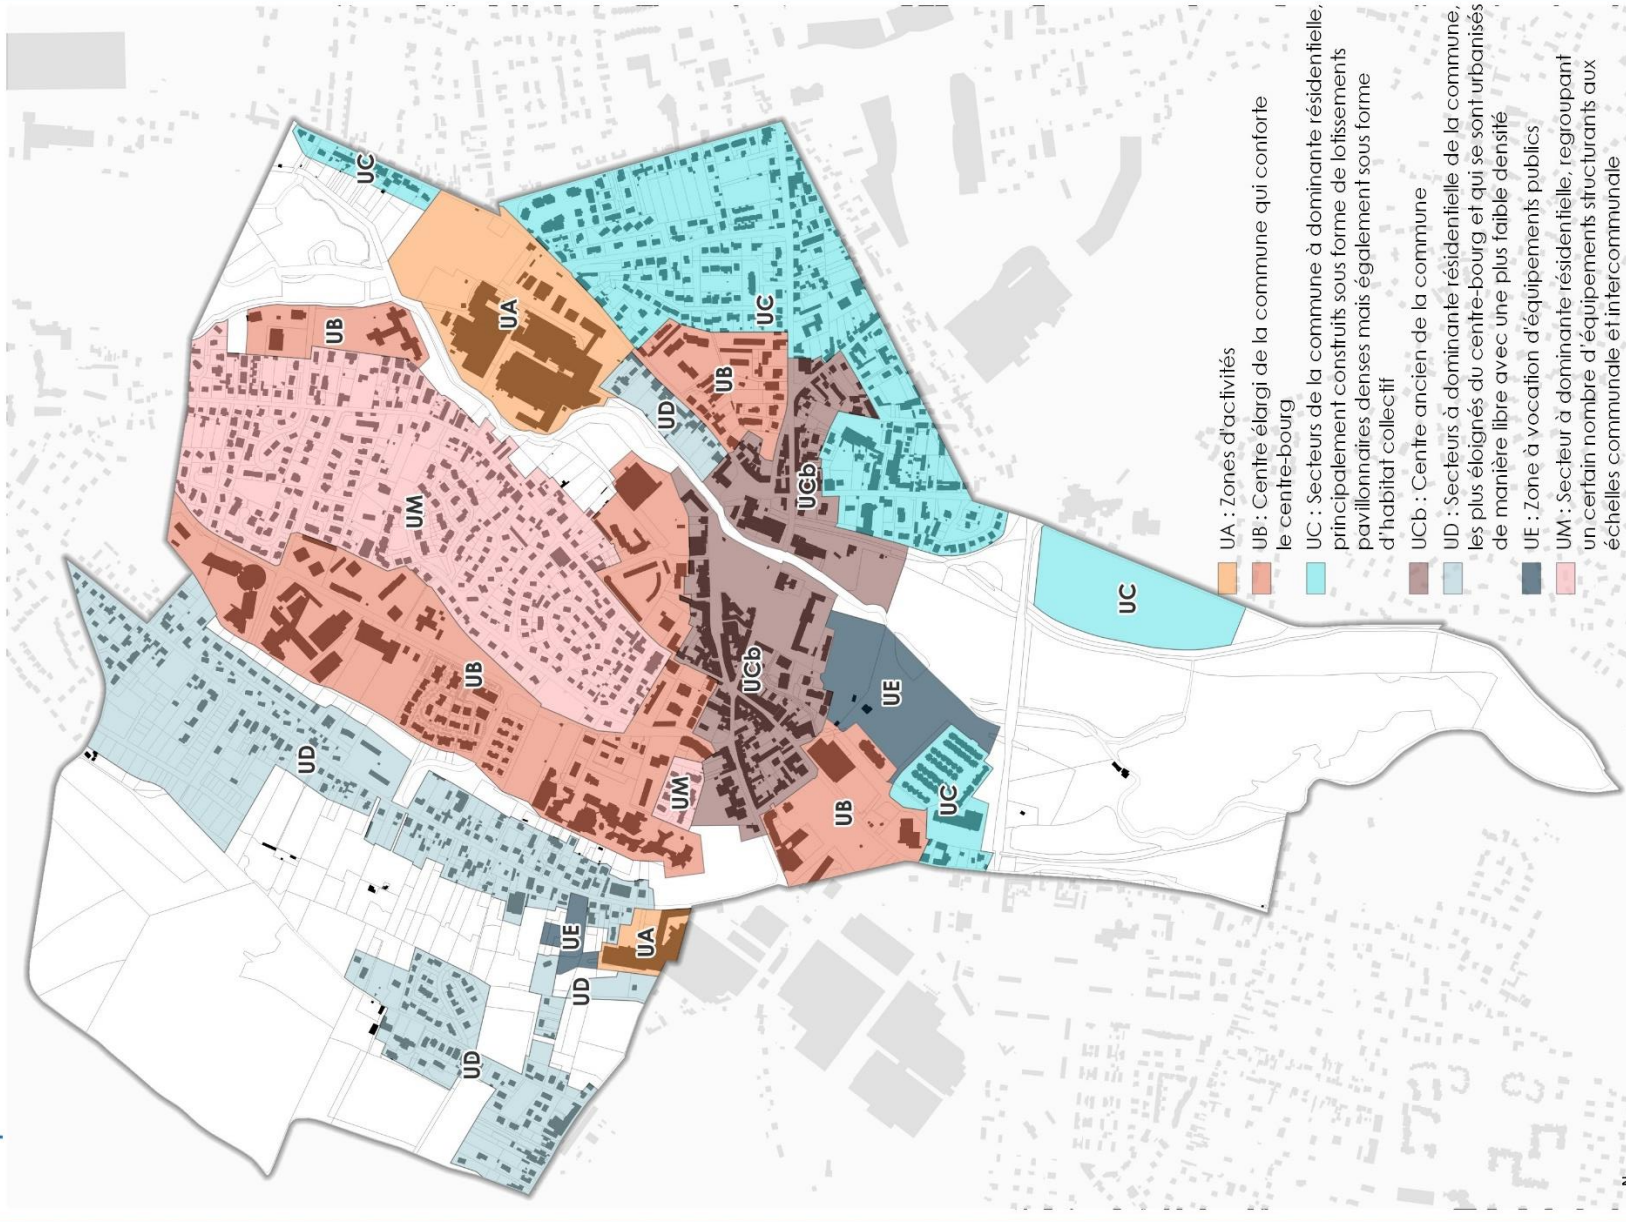 UD
UB
UC
UM
UD
UB
UA
UE
UD
UA
UD
UM
UB
UCb
UC
UCb
UB
UE
UC
UC
UA : Zones d'activités
UB : Centre élargi de la commune qui conforte
le centre-bourg
UC : Secteurs de la commune à dominante résidentielle,
principalement construits sous forme de lotissements
pavillonnaires denses mais également sous forme
d'habitat collectif
UCb : Centre ancien de la commune
UD : Secteurs à dominante résidentielle de la commune,
les plus éloignés du centre-bourg et qui se sont urbanisés
de manière libre avec une plus faible densité
UE : Zone à vocation d'équipements publics
UM : Secteur à dominante résidentielle, regroupant
un certain nombre d'équipements structurants aux
échelles communale et intercommunale